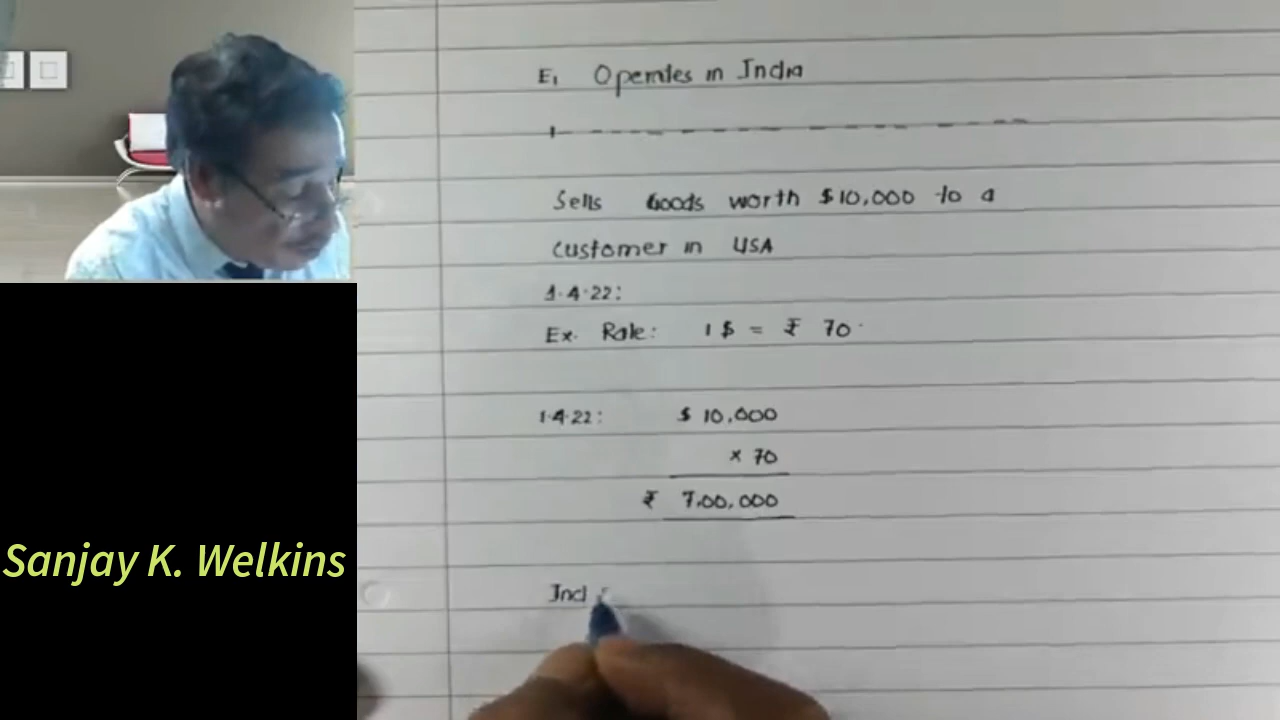 E1 Operates in India
Sells Goods worth $10,000 to a
customer in USA
1.4.22:
Ex. Rate: 1 $ = ₹ 70
1.4.22: $ 10,000
x 70
₹ 7,00,000
Ind
Sanjay K. Welkins